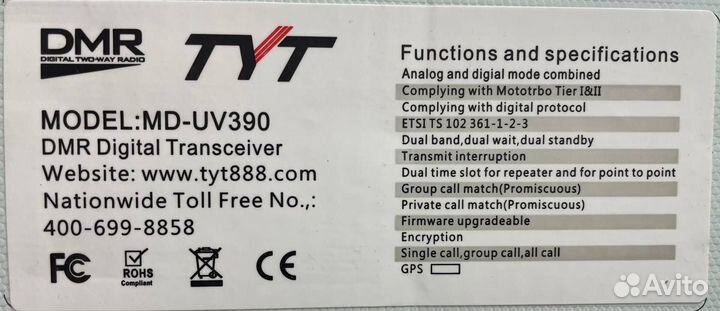 DMR
DIGITAL TWO-WAY RADIO
TYT
MODEL:MD-UV390
DMR Digital Transceiver
Website: www.tyt888.com
Nationwide Toll Free No.,:
400-699-8858
FC
ROHS
Compliant
CE
Functions and specifications
Analog and digial mode combined
Complying with Mototrbo Tier I&II
Complying with digital protocol
ETSI TS 102 361-1-2-3
Dual band,dual wait,dual standby
Transmit interruption
Dual time slot for repeater and for point to point
Group call match(Promiscuous)
Private call match(Promiscuous)
Firmware upgradeable
Encryption
Single call,group call,all call
GPS
Avito